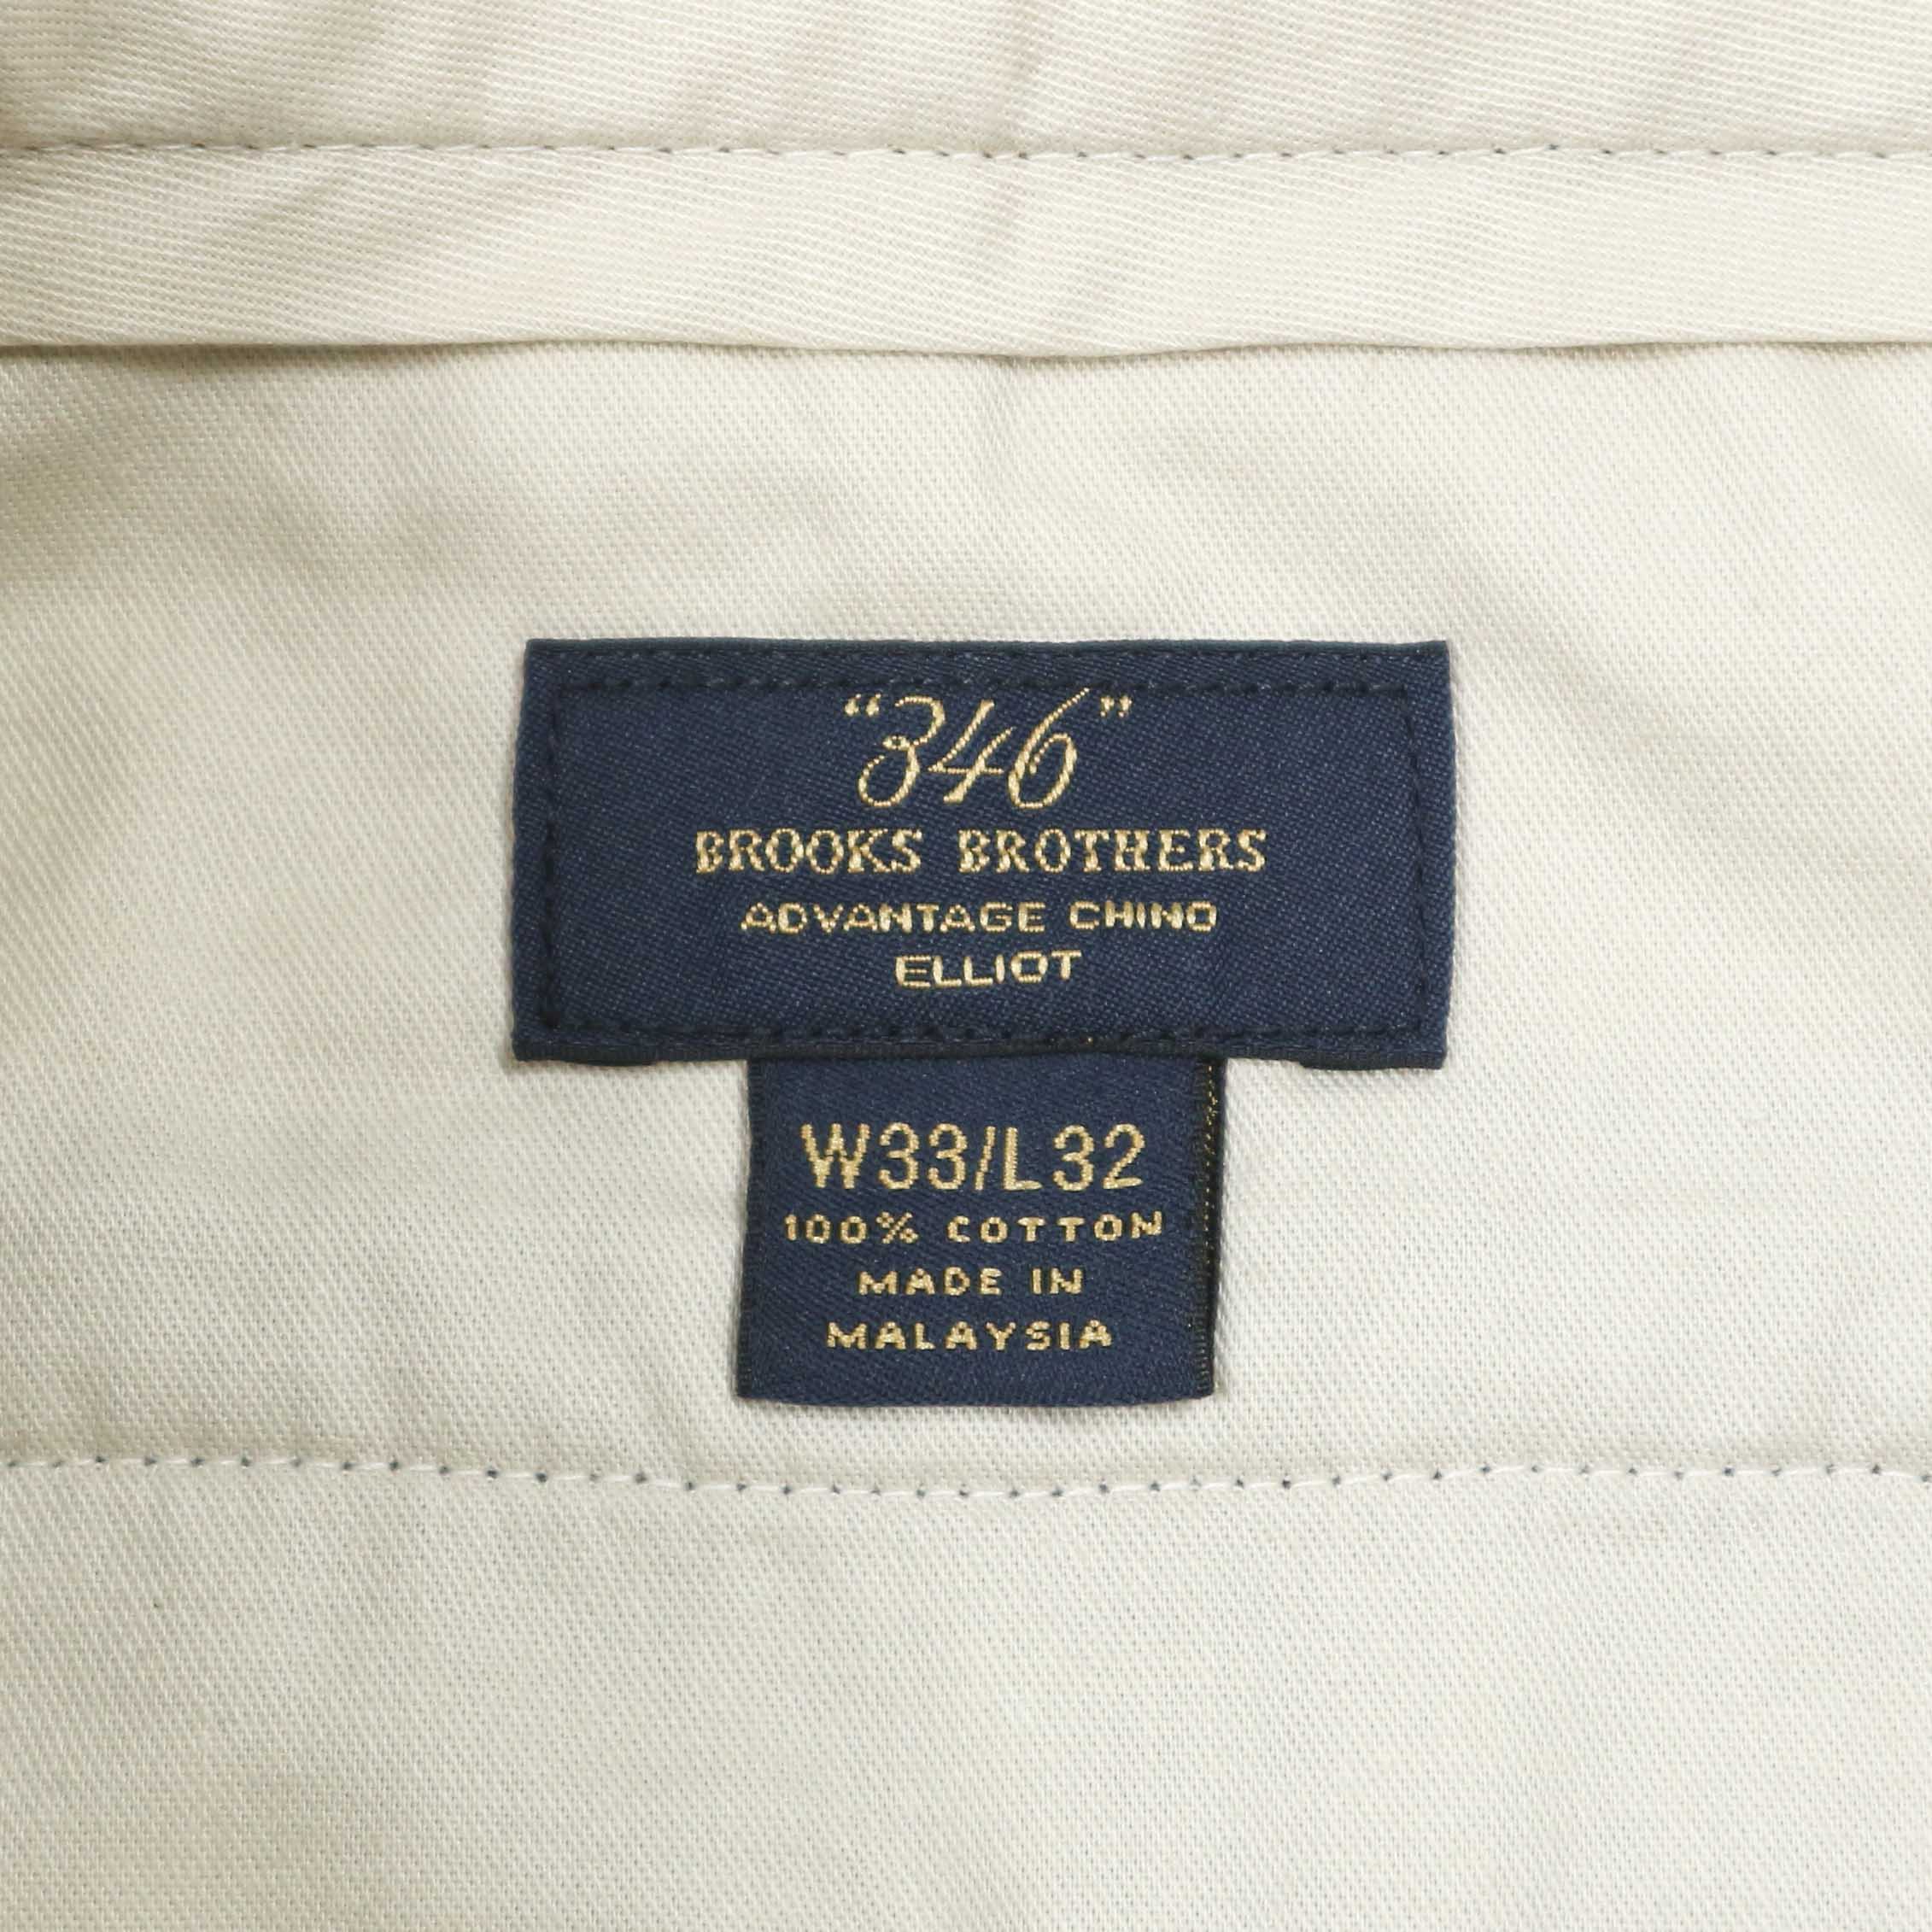 “346”
BROOKS BROTHERS
ADVANTAGE CHINO
ELLIOT
W33/L32
100% COTTON
MADE IN
MALAYSIA